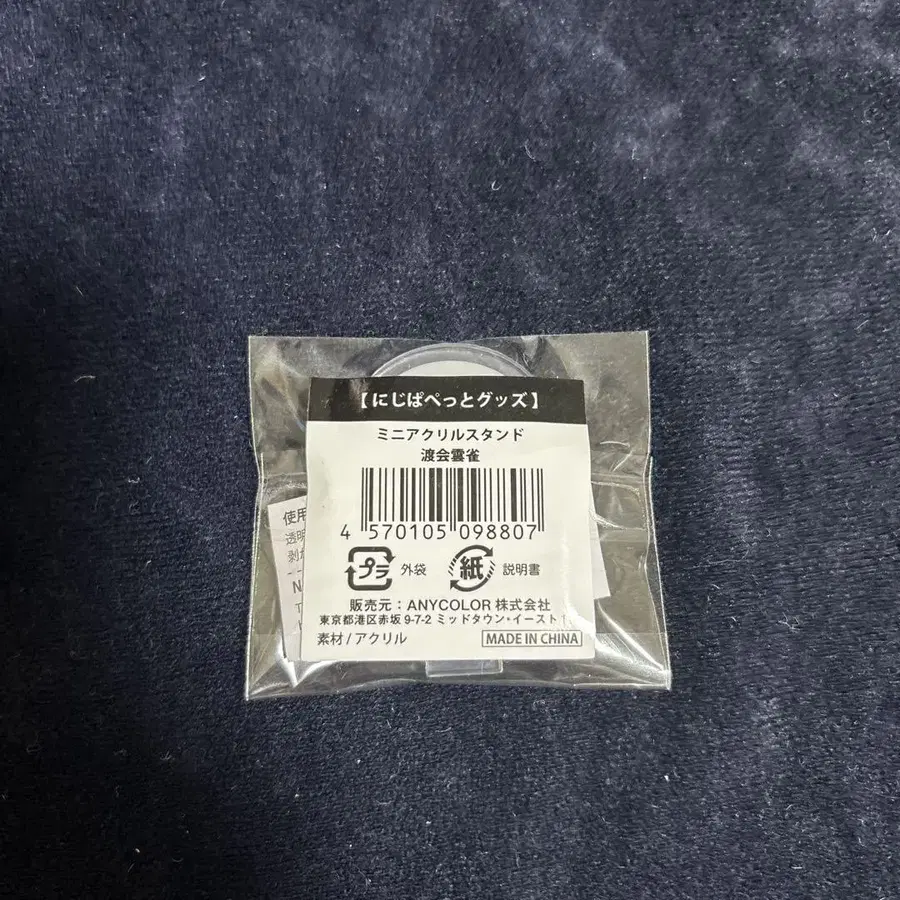 【にじぱぺっとグッズ】
ミニアクリルスタンド
渡会雲雀
4 570105 098807
プラ 外袋 紙 説明書
販売元：ANYCOLOR 株式会社
東京都港区赤坂 9-7-2 ミッドタウン・イースト
素材 / アクリル MADE IN CHINA
使用
透明